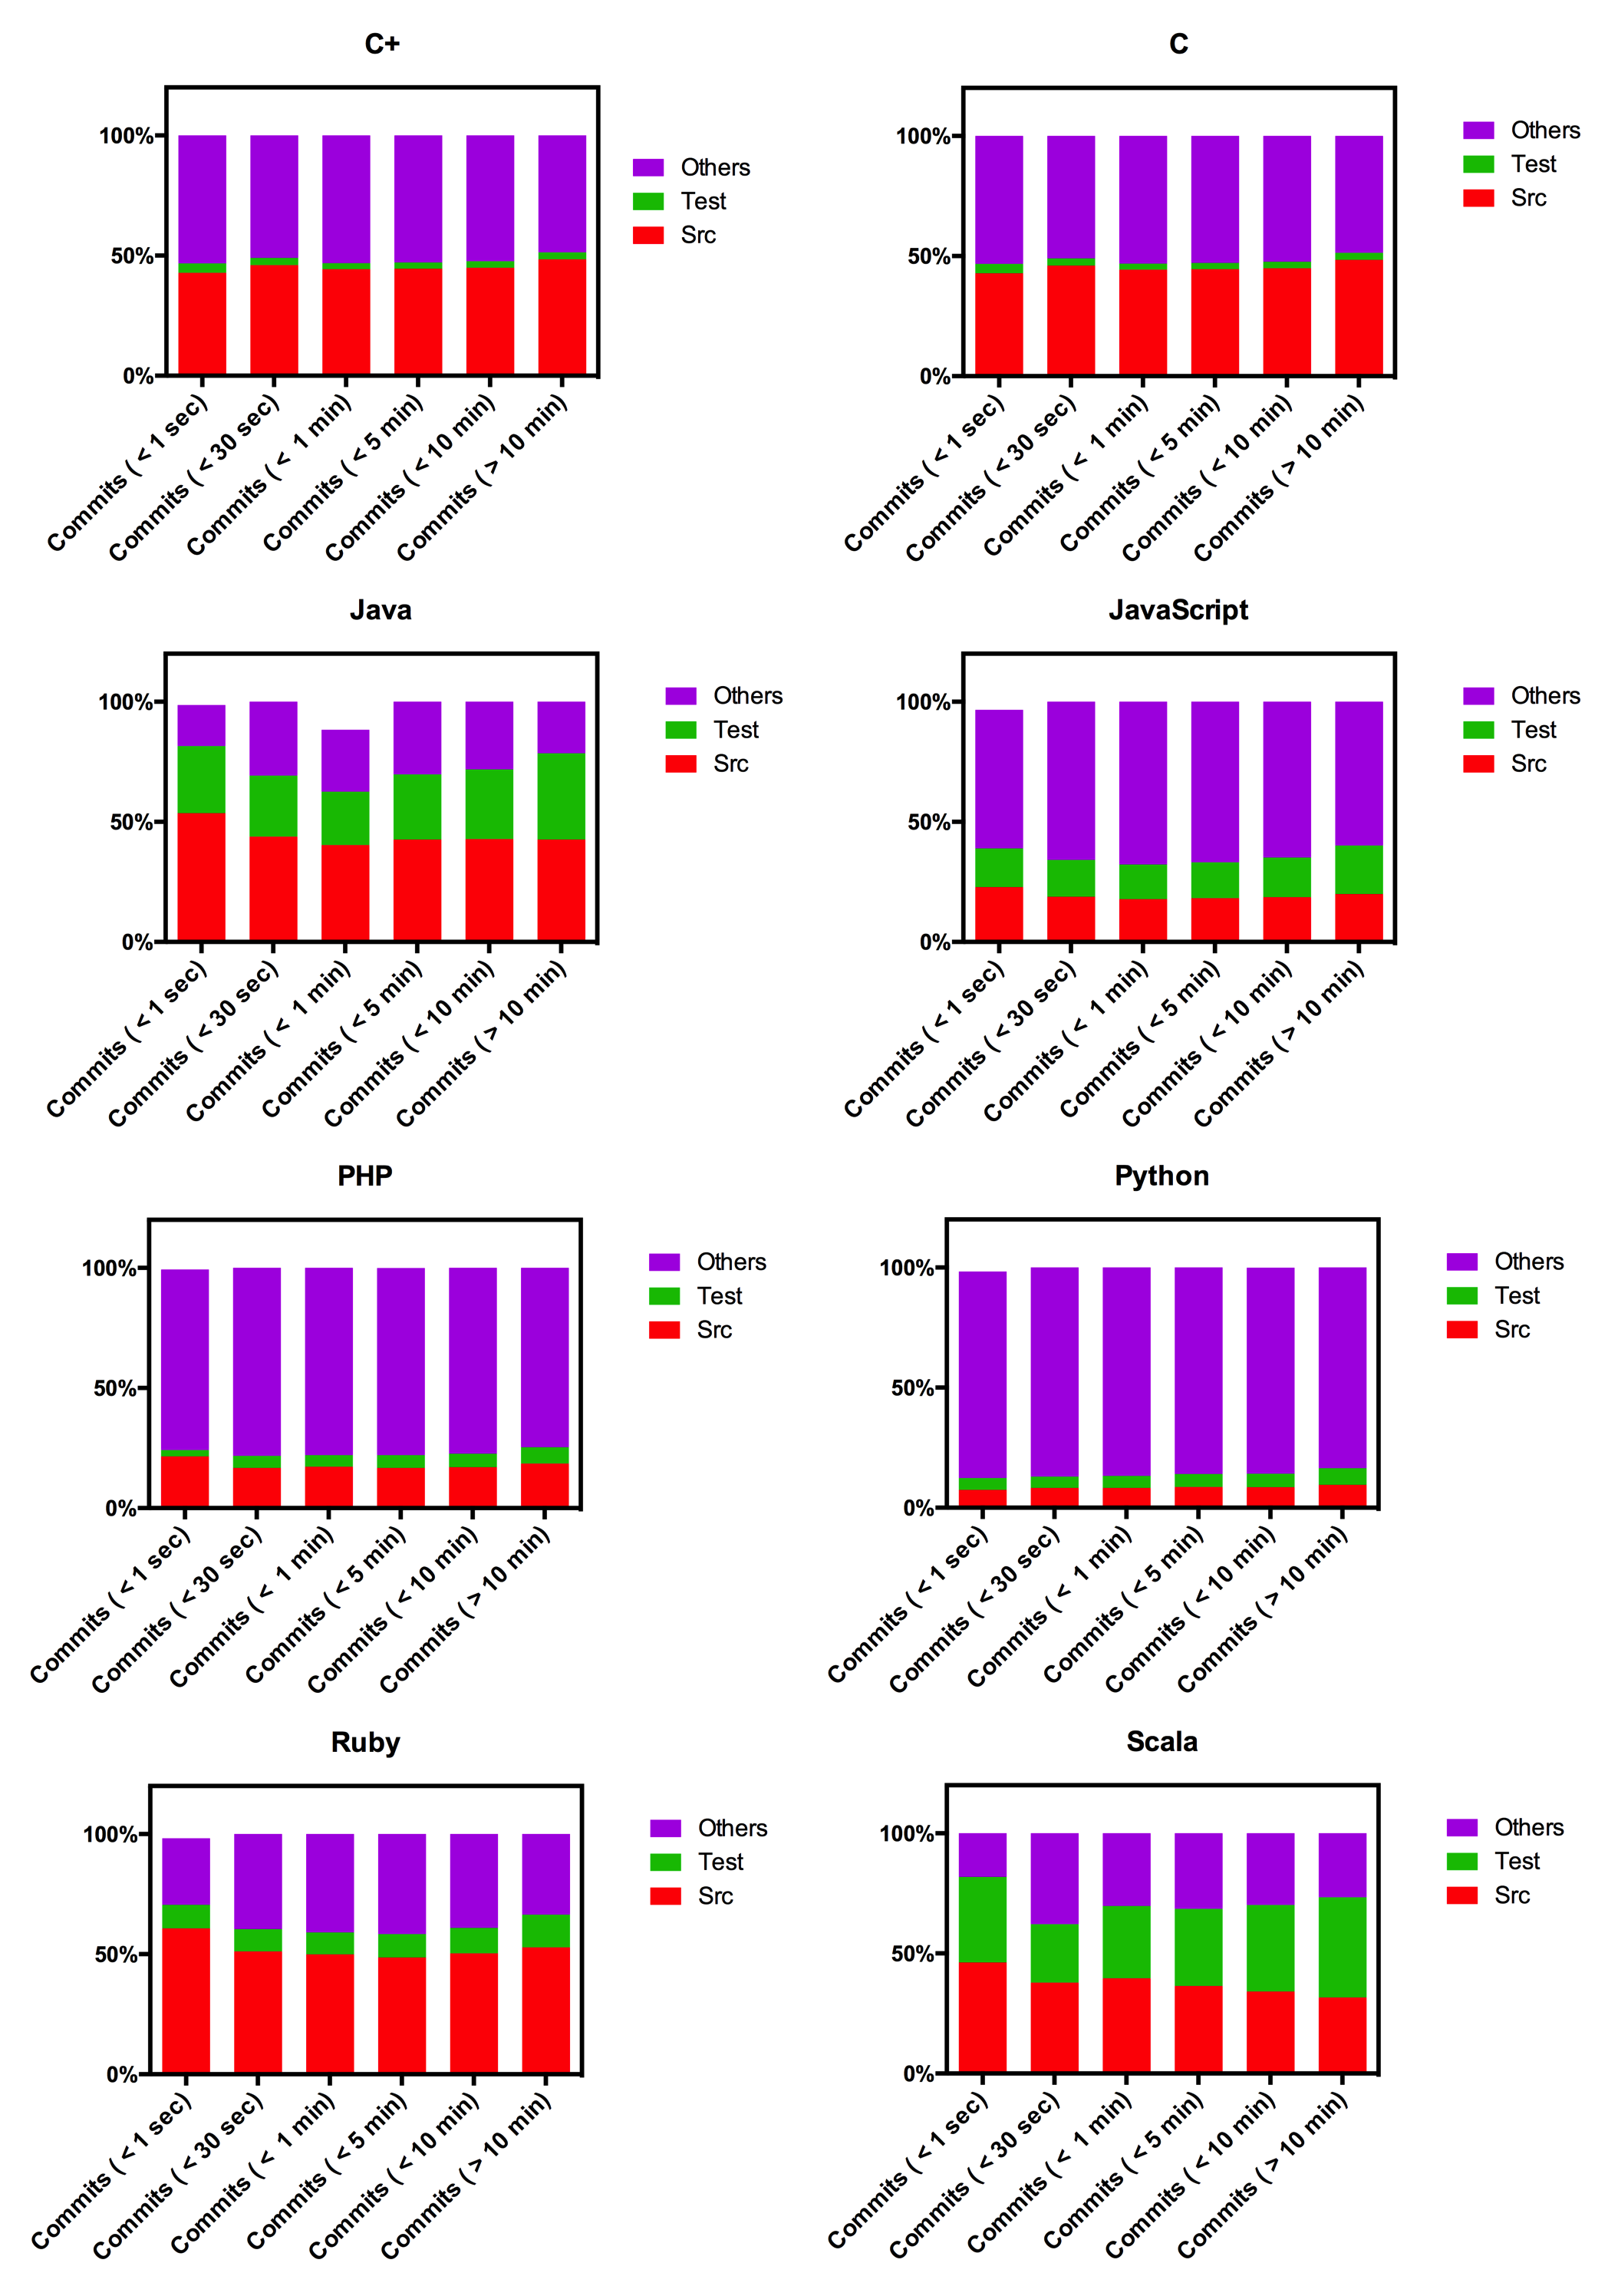 C+
100%
50%
0%
Commits (< 1 sec)
Commits (< 30 sec)
Commits (<  1 min)
Commits (< 5 min)
Commits (< 10 min)
Commits (> 10 min)
Others
Test
Src
C
100%
50%
0%
Commits (< 1 sec)
Commits (< 30 sec)
Commits (<  1 min)
Commits (< 5 min)
Commits (< 10 min)
Commits (> 10 min)
Others
Test
Src
Java
100%
50%
0%
Commits (< 1 sec)
Commits (< 30 sec)
Commits (<  1 min)
Commits (< 5 min)
Commits (< 10 min)
Commits (> 10 min)
Others
Test
Src
JavaScript
100%
50%
0%
Commits (< 1 sec)
Commits (< 30 sec)
Commits (<  1 min)
Commits (< 5 min)
Commits (< 10 min)
Commits (> 10 min)
Others
Test
Src
PHP
100%
50%
0%
Commits (< 1 sec)
Commits (< 30 sec)
Commits (<  1 min)
Commits (< 5 min)
Commits (< 10 min)
Commits (> 10 min)
Others
Test
Src
Python
100%
50%
0%
Commits (< 1 sec)
Commits (< 30 sec)
Commits (<  1 min)
Commits (< 5 min)
Commits (< 10 min)
Commits (> 10 min)
Others
Test
Src
Ruby
100%
50%
0%
Commits (< 1 sec)
Commits (< 30 sec)
Commits (<  1 min)
Commits (< 5 min)
Commits (< 10 min)
Commits (> 10 min)
Others
Test
Src
Scala
100%
50%
0%
Commits (< 1 sec)
Commits (< 30 sec)
Commits (<  1 min)
Commits (< 5 min)
Commits (< 10 min)
Commits (> 10 min)
Others
Test
Src